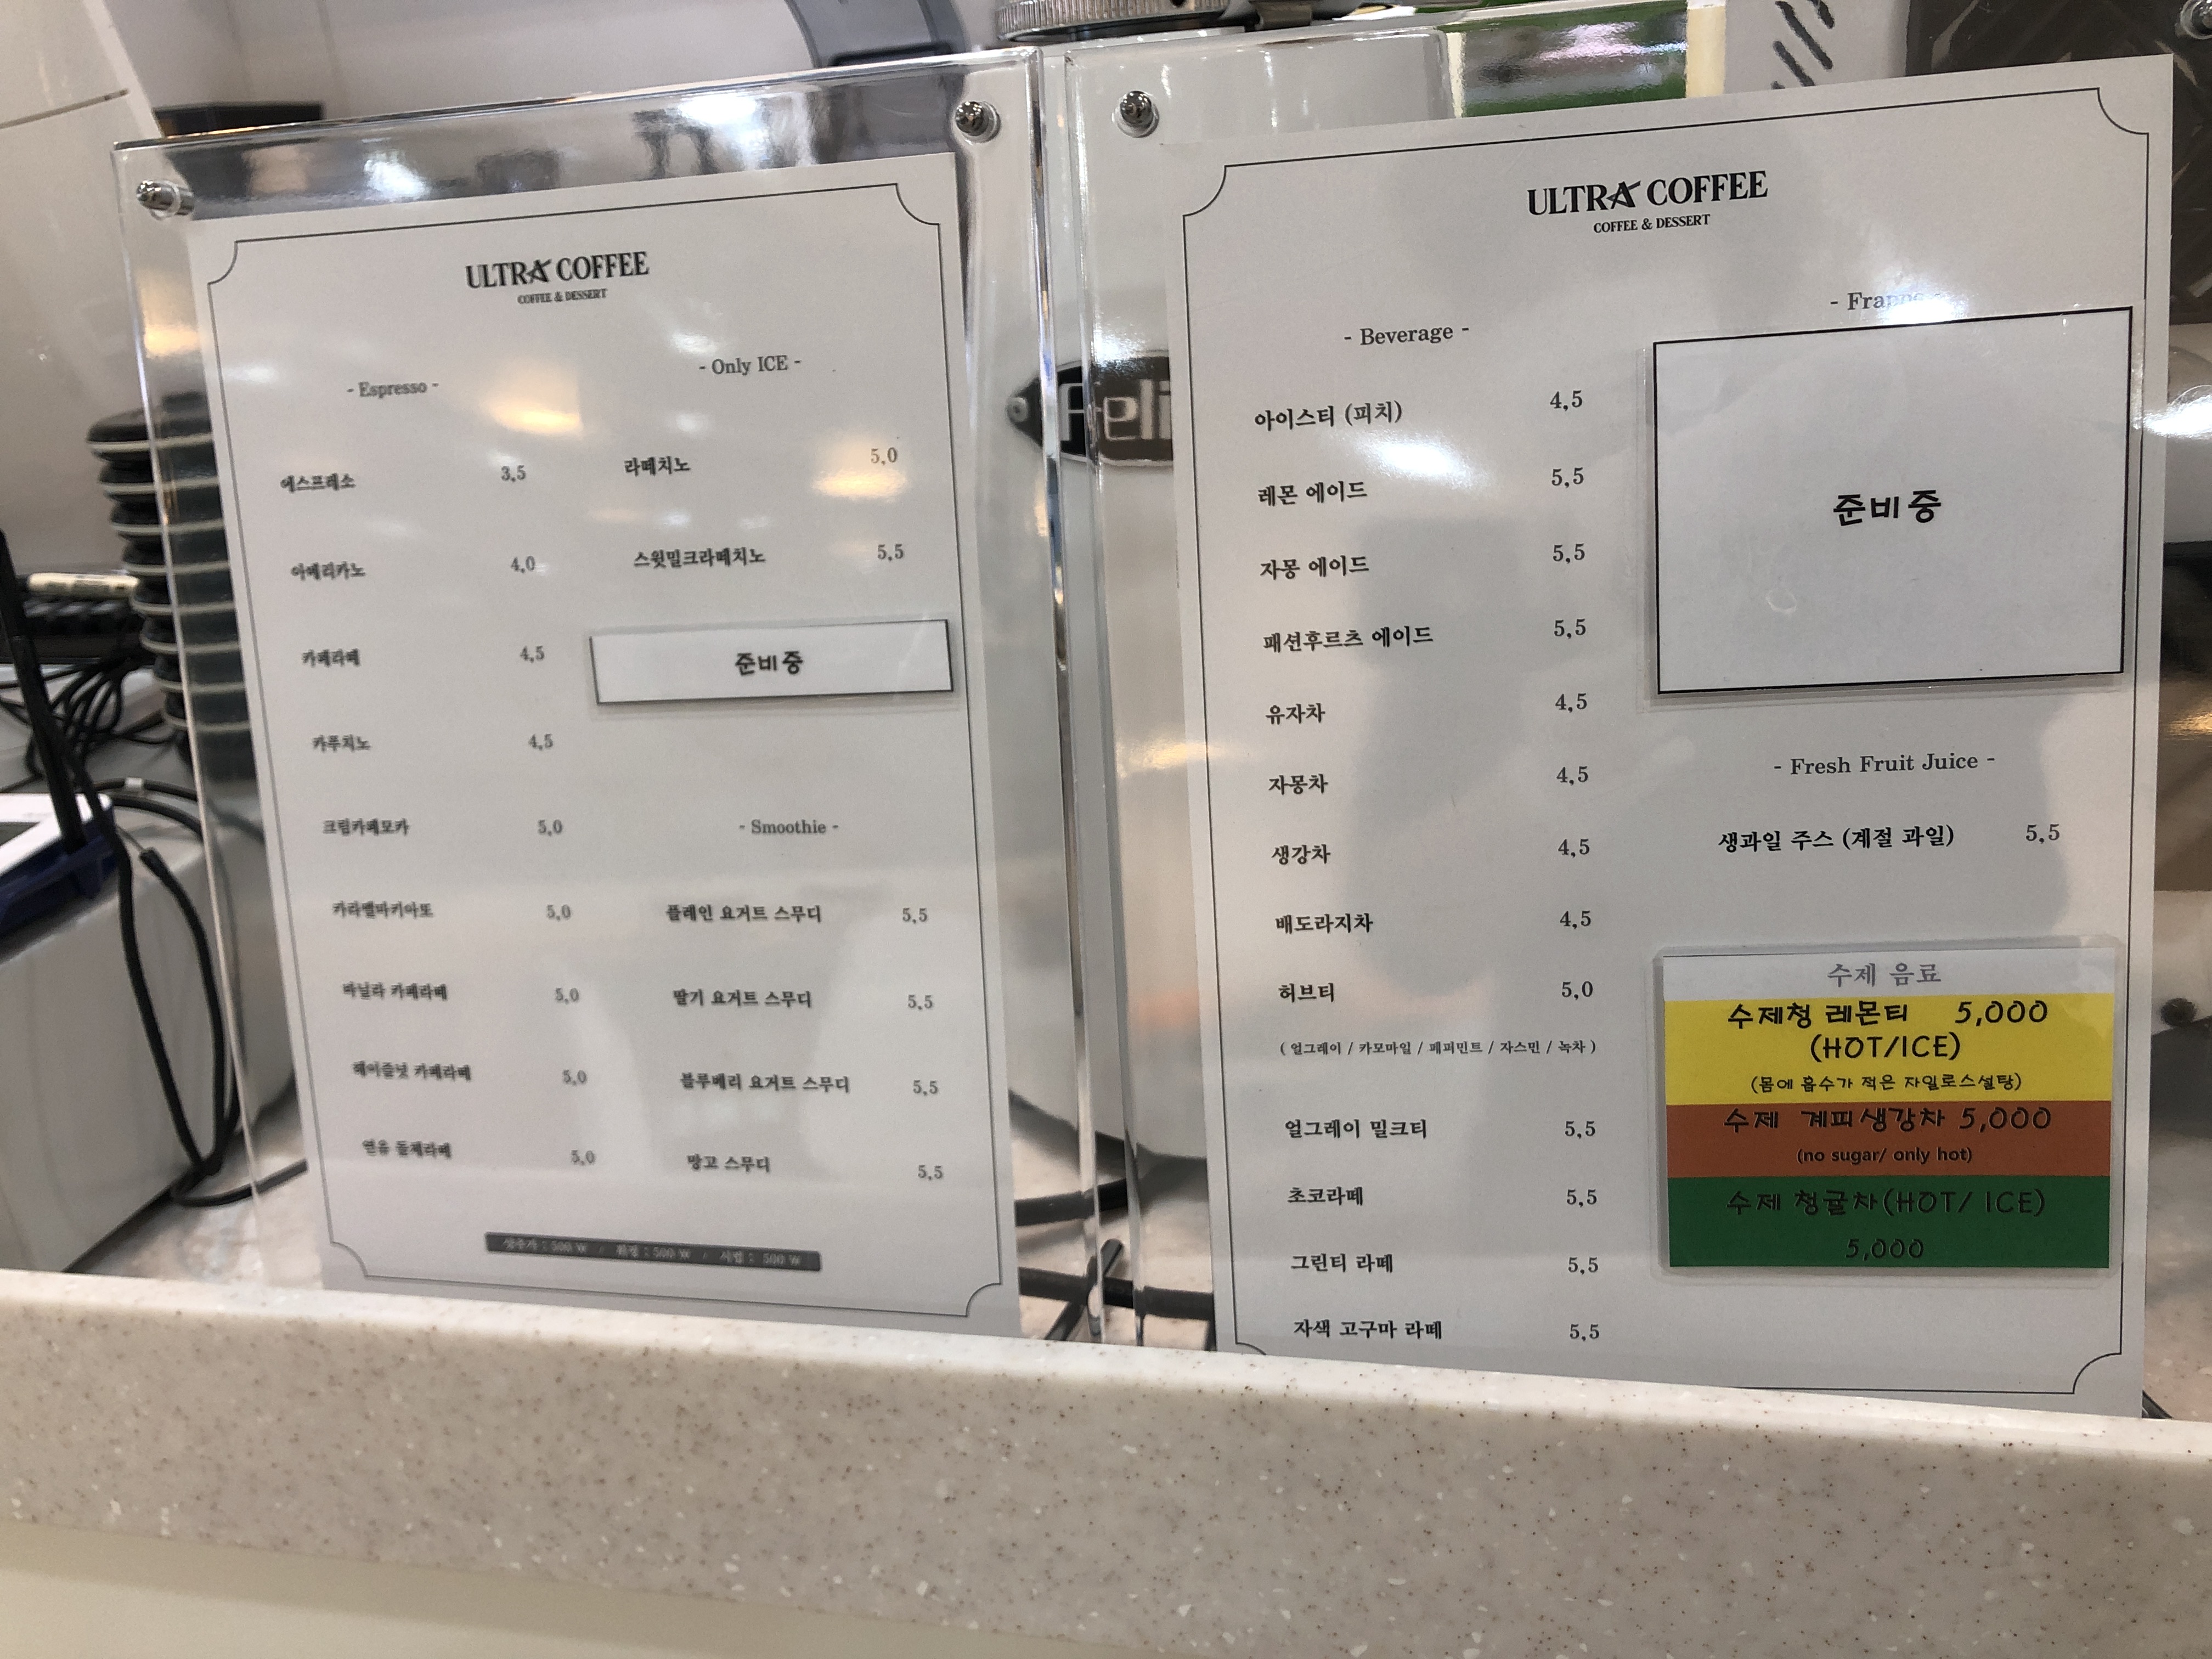 ULTRA COFFEE
COFFEE & DESSERT
- Espresso -
에스프레소 3,5
아메리카노 4,0
카페라떼 4,5
카푸치노 4,5
크림카페모카 5,0
카라멜마키아또 5,0
바닐라 카페라떼 5,0
헤이즐넛 카페라떼 5,0
연유 돌체라떼 5,0
- Only ICE -
라떼치노 5,0
스윗밀크라떼치노 5,5
준비중
- Smoothie -
플레인 요거트 스무디 5,5
딸기 요거트 스무디 5,5
블루베리 요거트 스무디 5,5
망고 스무디 5,5
샷추가 : 500 ₩ / 휘핑 : 500 ₩ / 시럽 : 500 ₩
ULTRA COFFEE
COFFEE & DESSERT
- Beverage -
아이스티 (피치) 4,5
레몬 에이드 5,5
자몽 에이드 5,5
패션후르츠 에이드 5,5
유자차 4,5
자몽차 4,5
생강차 4,5
배도라지차 4,5
허브티 5,0
( 얼그레이 / 카모마일 / 페퍼민트 / 자스민 / 녹차 )
얼그레이 밀크티 5,5
초코라떼 5,5
그린티 라떼 5,5
자색 고구마 라떼 5,5
준비중
- Fresh Fruit Juice -
생과일 주스 (계절 과일) 5,5
수제 음료
수제청 레몬티 5,000
(HOT/ICE)
(몸에 흡수가 적은 자일로스설탕)
수제 계피생강차 5,000
(no sugar/ only hot)
수제 청귤차(HOT/ ICE)
5,000